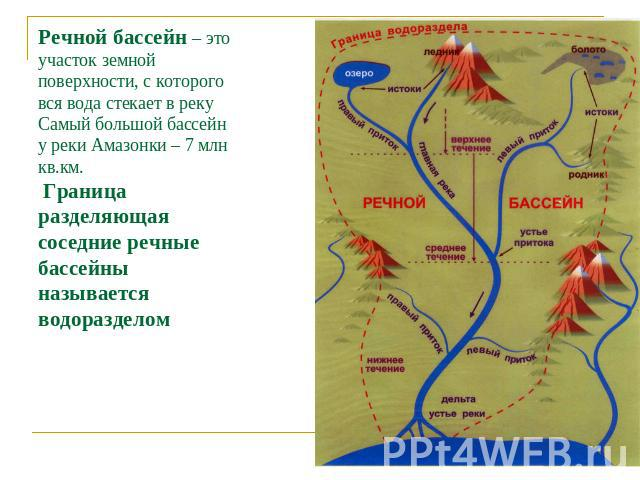 Речной бассейн – это
участок земной
поверхности, с которого
вся вода стекает в реку
Самый большой бассейн
у реки Амазонки – 7 млн
кв.км.
Граница
разделяющая
соседние речные
бассейны
называется
водоразделом
Граница водораздела
ледник
болото
озеро
истоки
истоки
правый приток
верхнее
течение
левый приток
главная река
родник
РЕЧНОЙ БАССЕЙН
устье
притока
среднее
течение
правый приток
левый приток
нижнее
течение
дельта
устье реки
PPt4WEB.ru